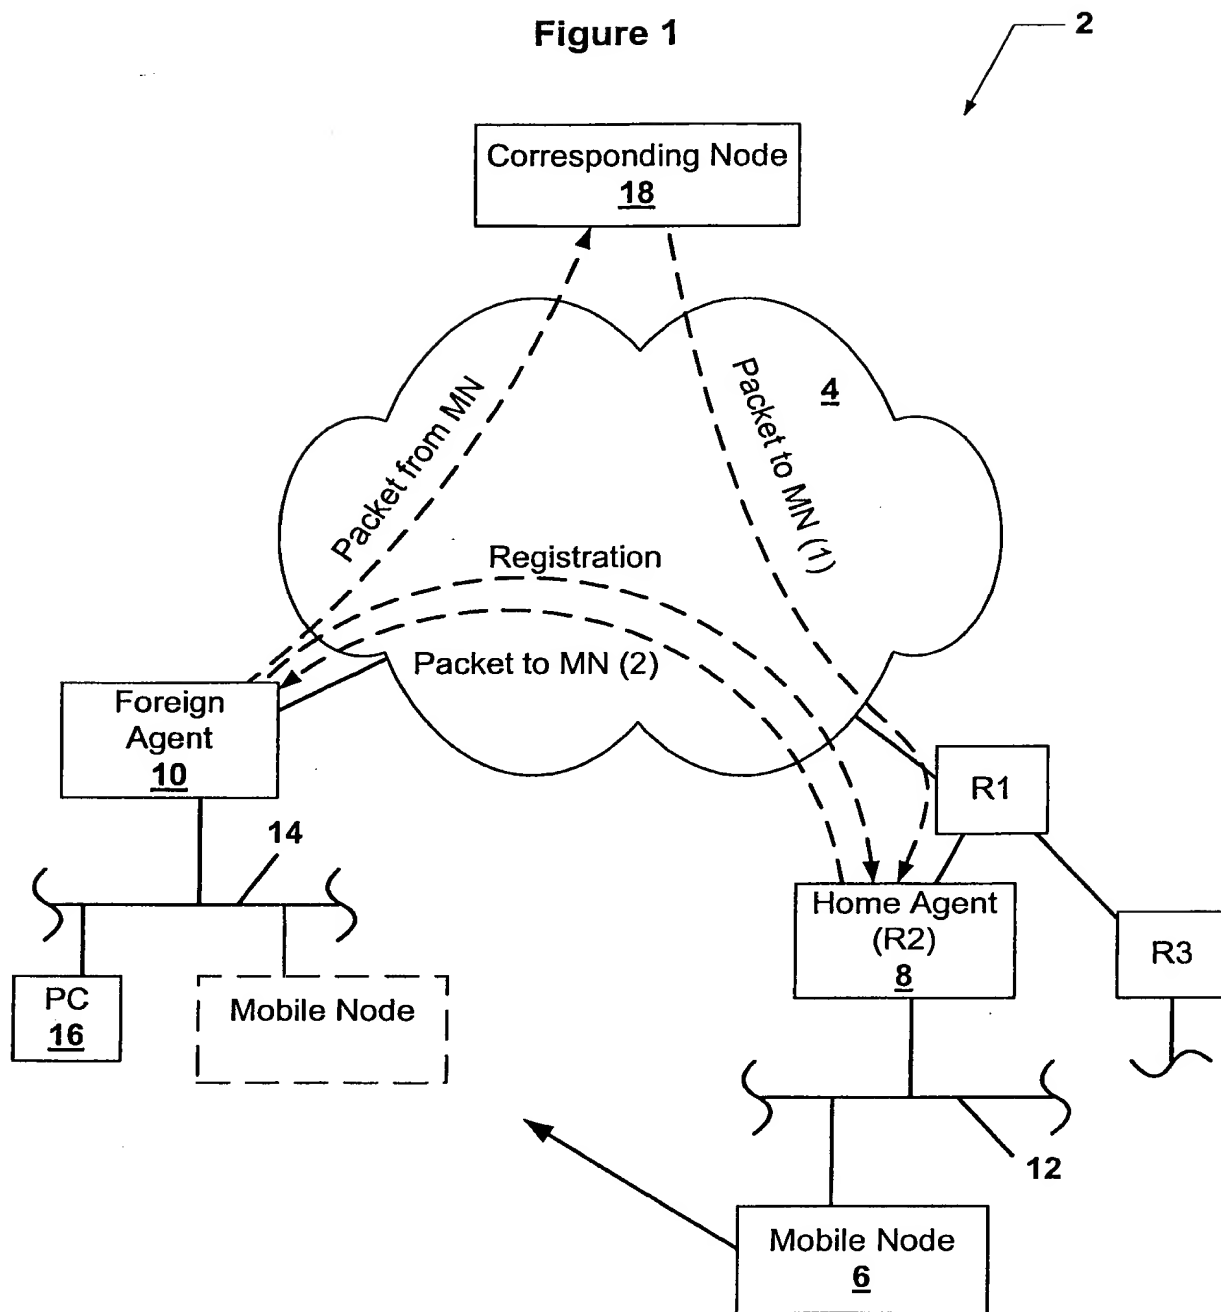 Figure 1
2
Corresponding Node
18
4
Packet from MN
Packet to MN (1)
Registration
Packet to MN (2)
Foreign
Agent
10
R1
14
Home Agent
(R2)
8
R3
PC
16
Mobile Node
12
Mobile Node
6